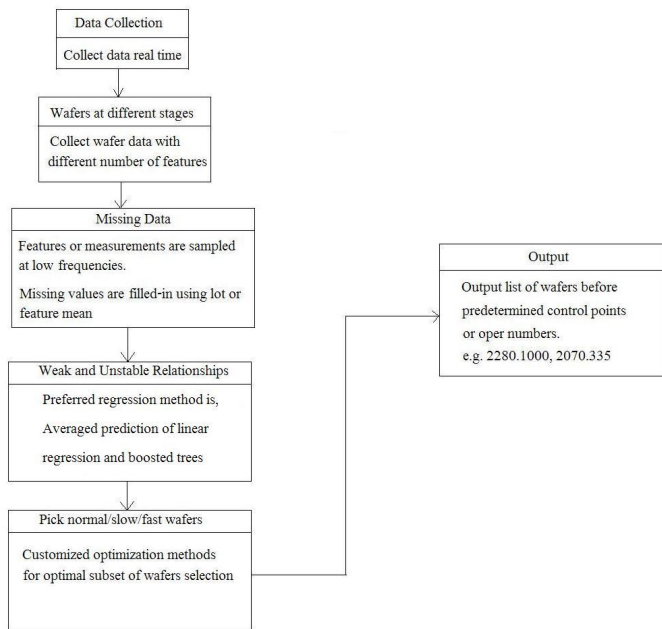 Data Collection
Collect data real time
Wafers at different stages
Collect wafer data with
different number of features
Missing Data
Features or measurements are sampled
at low frequencies.
Missing values are filled-in using lot or
feature mean
Weak and Unstable Relationships
Preferred regression method is,
Averaged prediction of linear
regression and boosted trees
Pick normal/slow/fast wafers
Customized optimization methods
for optimal subset of wafers selection
Output
Output list of wafers before
predetermined control points
or oper numbers.
e.g. 2280.1000, 2070.335